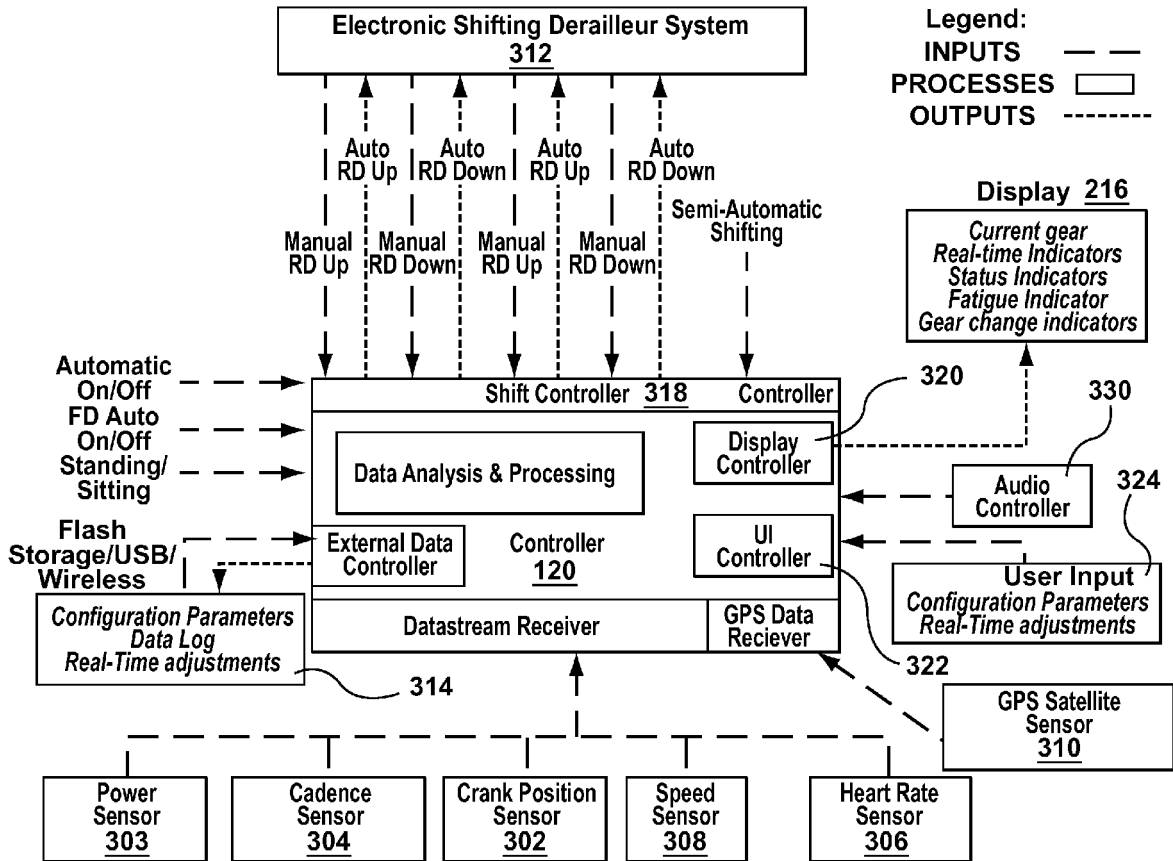 Electronic Shifting Derailleur System
312
Legend:
INPUTS
PROCESSES
OUTPUTS
Auto
RD Up
Auto
RD Down
Auto
RD Up
Auto
RD Down
Manual
RD Up
Manual
RD Down
Manual
RD Up
Manual
RD Down
Semi-Automatic
Shifting
Display 216
Current gear
Real-time Indicators
Status Indicators
Fatigue Indicator
Gear change indicators
Automatic
On/Off
FD Auto
On/Off
Standing/
Sitting
Shift Controller 318 Controller
320
330
324
Data Analysis & Processing
Display
Controller
Audio
Controller
Flash
Storage/USB/
Wireless
External Data
Controller
Controller
120
UI
Controller
User Input
Configuration Parameters
Real-Time adjustments
Configuration Parameters
Data Log
Real-Time adjustments
314
Datastream Receiver
GPS Data
Reciever
322
GPS Satellite
Sensor
310
Power
Sensor
303
Cadence
Sensor
304
Crank Position
Sensor
302
Speed
Sensor
308
Heart Rate
Sensor
306